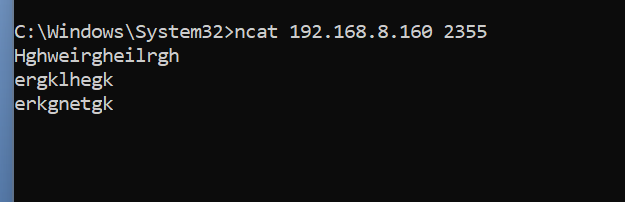 C:\Windows\System32>ncat 192.168.8.160 2355
Hghweirgheilrgh
ergklhegk
erkgnetgk